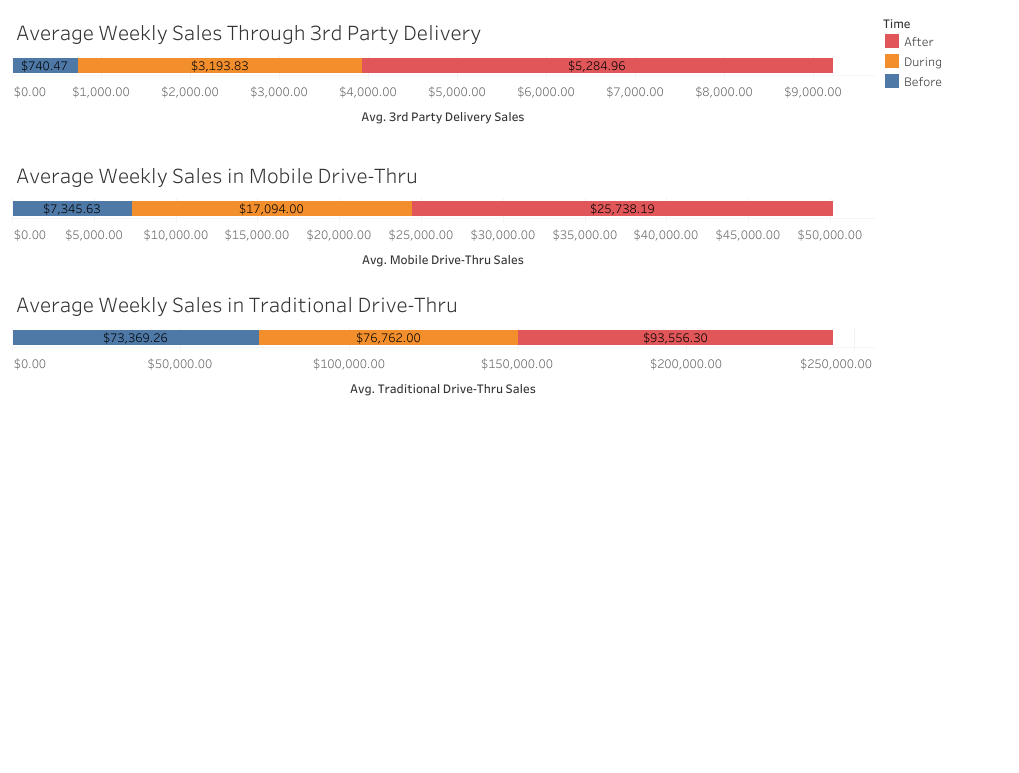 Average Weekly Sales Through 3rd Party Delivery
$740.47 $3,193.83 $5,284.96
$0.00 $1,000.00 $2,000.00 $3,000.00 $4,000.00 $5,000.00 $6,000.00 $7,000.00 $8,000.00 $9,000.00
Avg. 3rd Party Delivery Sales
Time
After
During
Before
Average Weekly Sales in Mobile Drive-Thru
$7,345.63 $17,094.00 $25,738.19
$0.00 $5,000.00 $10,000.00 $15,000.00 $20,000.00 $25,000.00 $30,000.00 $35,000.00 $40,000.00 $45,000.00 $50,000.00
Avg. Mobile Drive-Thru Sales
Average Weekly Sales in Traditional Drive-Thru
$73,369.26 $76,762.00 $93,556.30
$0.00 $50,000.00 $100,000.00 $150,000.00 $200,000.00 $250,000.00
Avg. Traditional Drive-Thru Sales